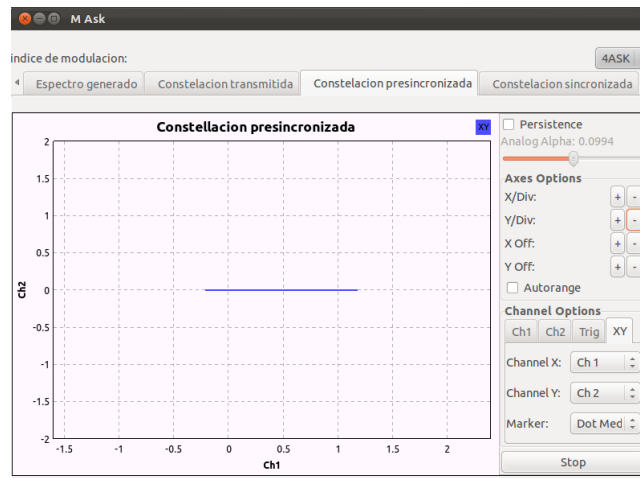 M Ask
indice de modulacion:
4ASK
Espectro generado
Constelacion transmitida
Constelacion presincronizada
Constelacion sincronizada
Constellacion presincronizada
XY
2
1.5
1
0.5
0
-0.5
-1
-1.5
-2
Ch2
-1.5 -1 -0.5 0 0.5 1 1.5 2
Ch1
Persistence
Analog Alpha: 0.0994
Axes Options
X/Div: + -
Y/Div: + -
X Off: + -
Y Off: + -
Autorange
Channel Options
Ch1 Ch2 Trig XY
Channel X: Ch 1
Channel Y: Ch 2
Marker: Dot Med
Stop